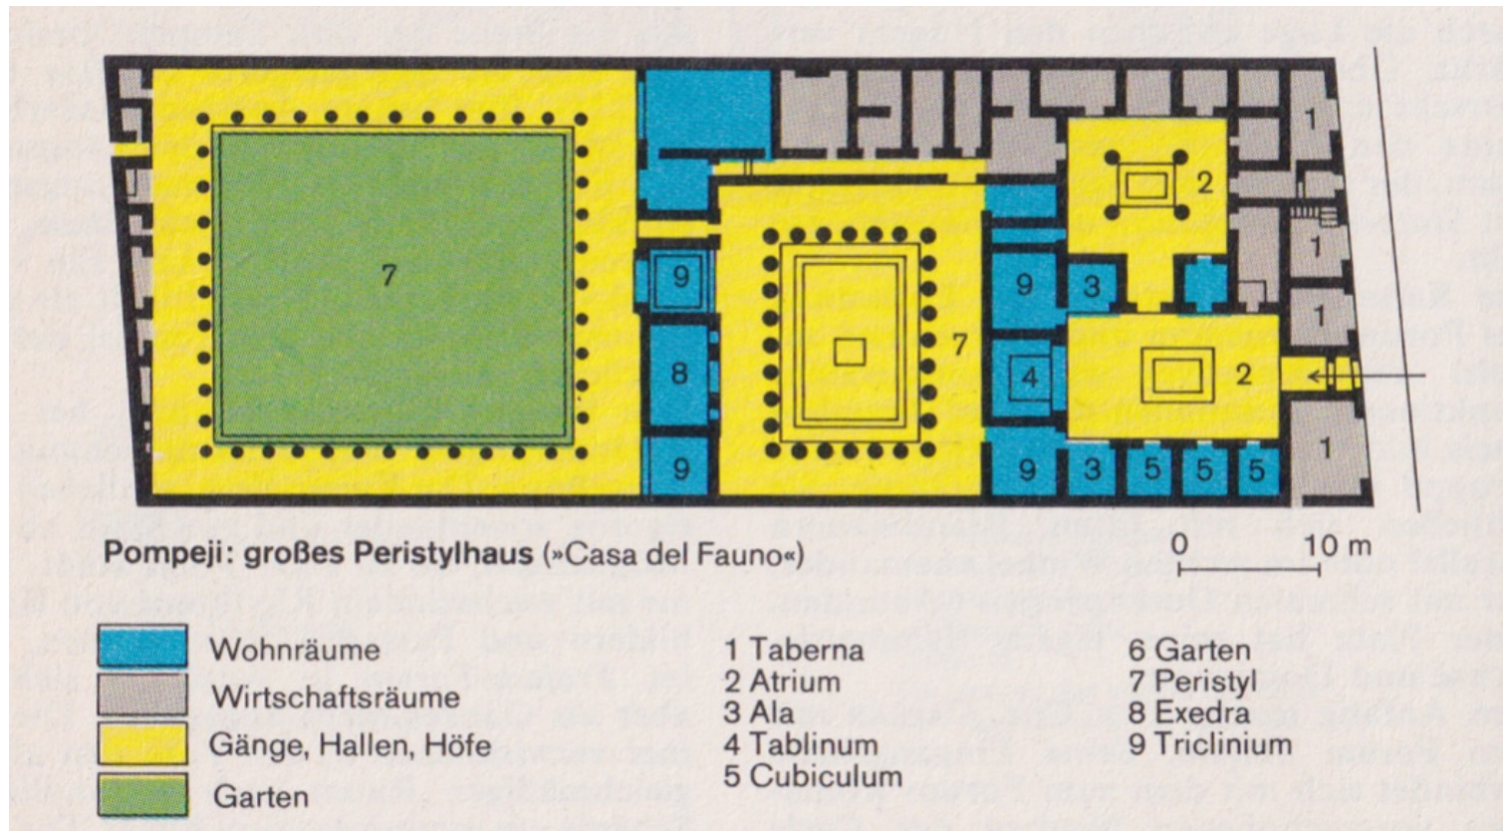 1
2
7
9
3
1
9
1
7
8
4
2
9
9
3
5
5
5
1
Pompeji: großes Peristylhaus (»Casa del Fauno«)
0 10 m
Wohnräume
Wirtschaftsräume
Gänge, Hallen, Höfe
Garten
1 Taberna
2 Atrium
3 Ala
4 Tablinum
5 Cubiculum
6 Garten
7 Peristyl
8 Exedra
9 Triclinium